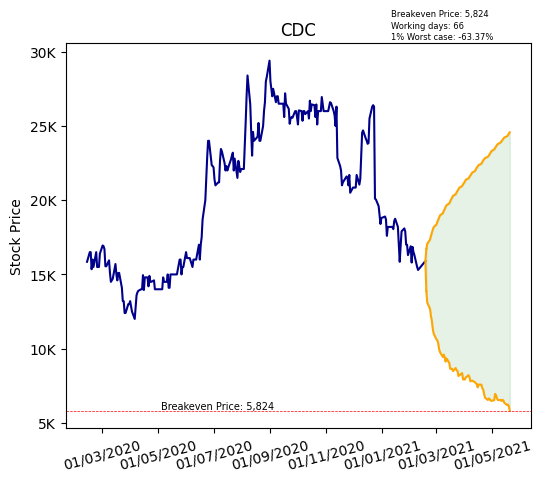 Breakeven Price: 5,824
Working days: 66
1% Worst case: -63.37%
CDC
Stock Price
30K
25K
20K
15K
10K
5K
Breakeven Price: 5,824
01/03/2020
01/05/2020
01/07/2020
01/09/2020
01/11/2020
01/01/2021
01/03/2021
01/05/2021